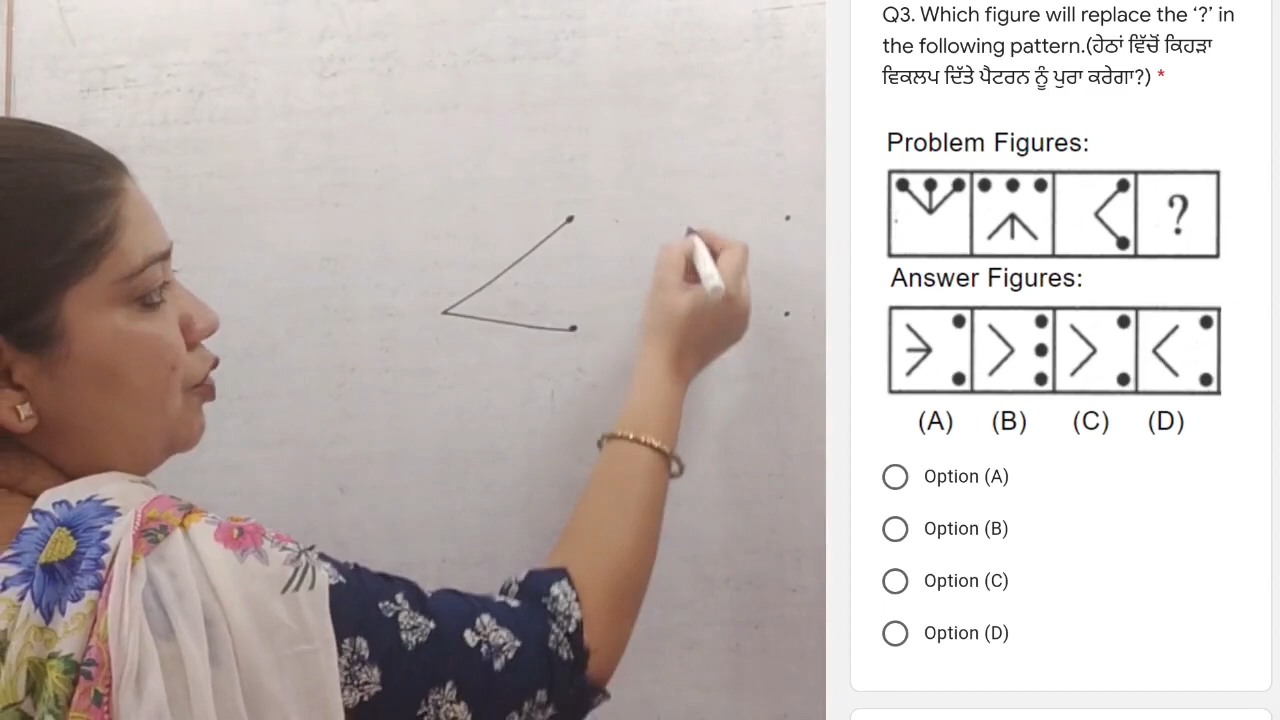 Q3. Which figure will replace the ‘?’ in
the following pattern.(ਹੇਠਾਂ ਵਿੱਚੋਂ ਕਿਹੜਾ
ਵਿਕਲਪ ਦਿੱਤੇ ਪੈਟਰਨ ਨੂੰ ਪੁਰਾ ਕਰੇਗਾ?) *
Problem Figures:
?
Answer Figures:
(A) (B) (C) (D)
Option (A)
Option (B)
Option (C)
Option (D)